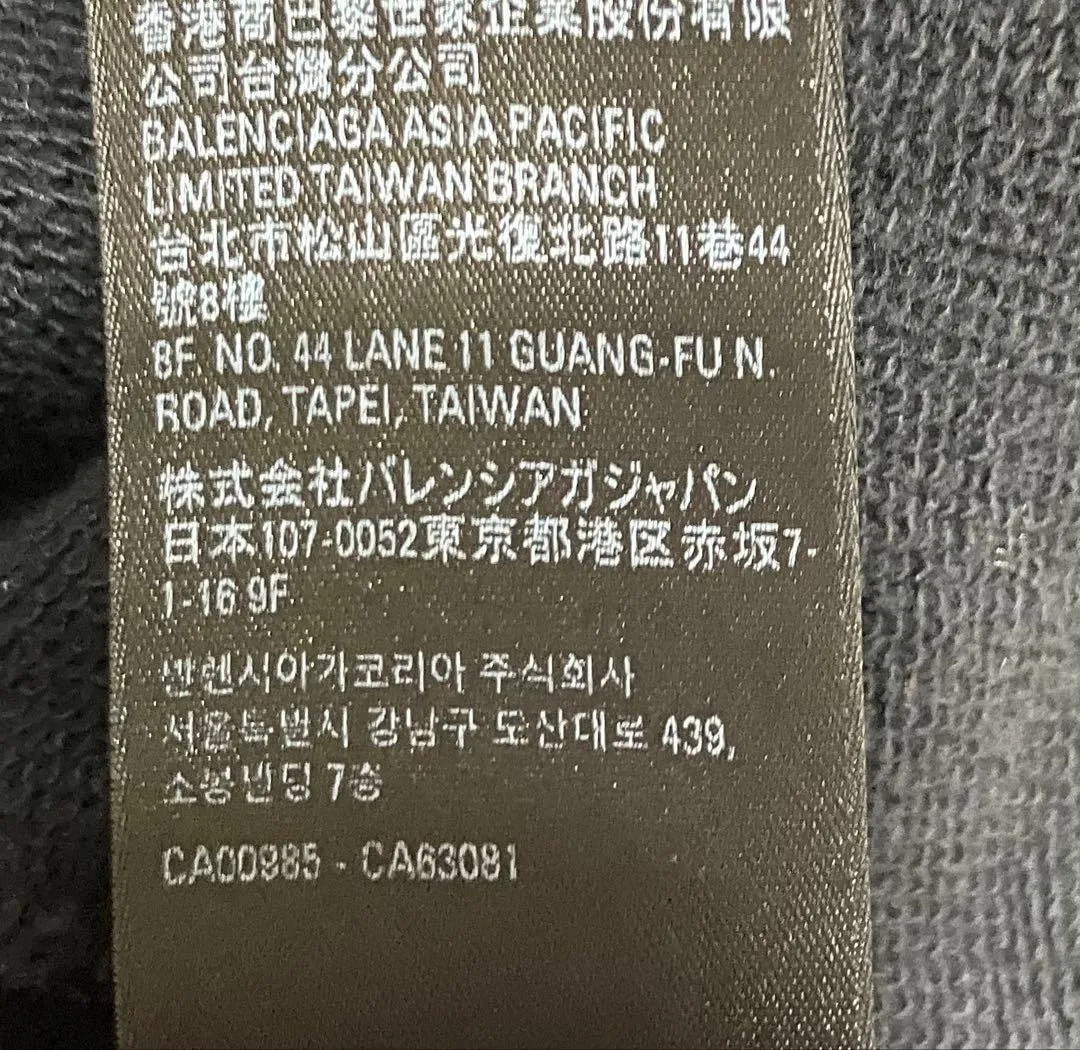 香港商巴黎世家企業股份有限
公司台灣分公司
BALENCIAGA ASIA PACIFIC
LIMITED TAIWAN BRANCH
台北市松山區光復北路11巷44
號8樓
8F NO. 44 LANE 11 GUANG-FU N.
ROAD, TAPEI, TAIWAN
株式会社バレンシアガジャパン
日本107-0052東京都港区赤坂7-
1-16 9F
발렌시아가코리아 주식회사
서울특별시 강남구 도산대로 439,
소봉빌딩 7층
CA00985 - CA63081